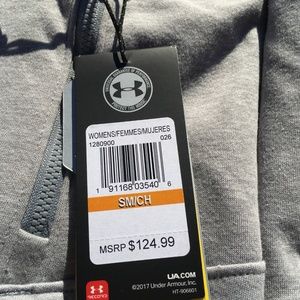 WOMENS/FEMMES/MUJERES
1280900 026
1 91168 03540 6
SM/CH
MSRP $124.99
UA.COM
©2017 Under Armour, Inc.
HT-906601